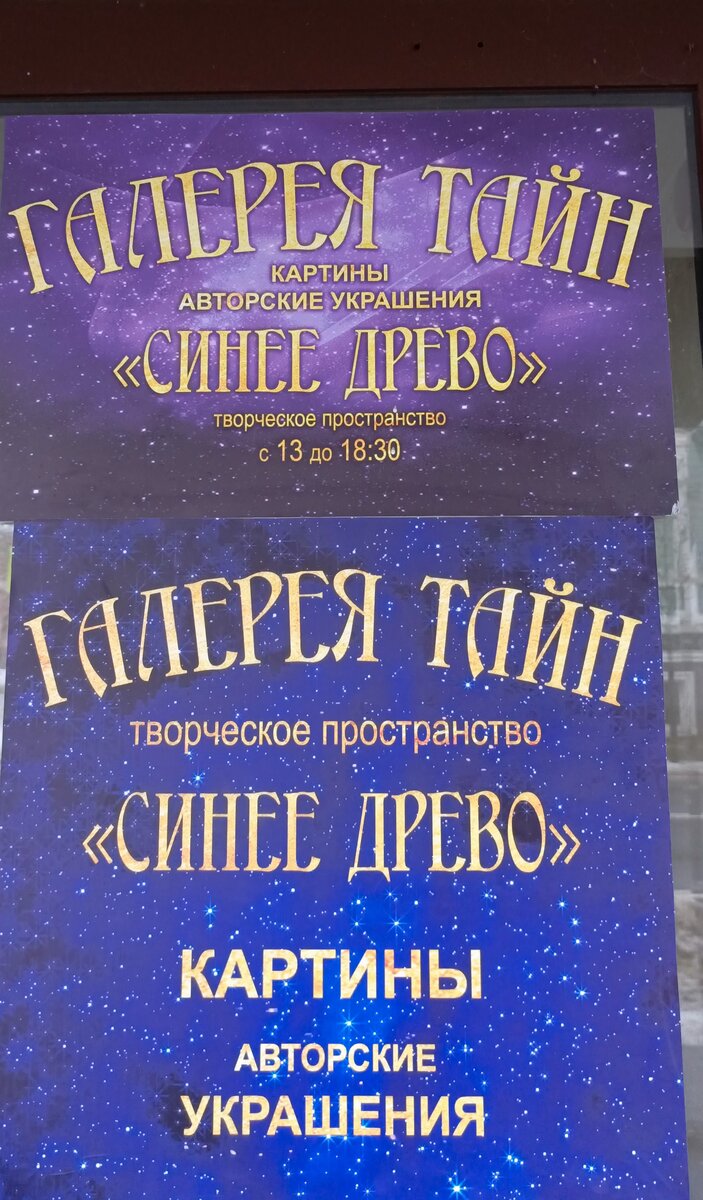 ГАЛЕРЕЯ ТАЙН
КАРТИНЫ
АВТОРСКИЕ УКРАШЕНИЯ
«СИНЕЕ ДРЕВО»
творческое пространство
с 13 до 18:30
ГАЛЕРЕЯ ТАЙН
творческое пространство
«СИНЕЕ ДРЕВО»
КАРТИНЫ
АВТОРСКИЕ
УКРАШЕНИЯ